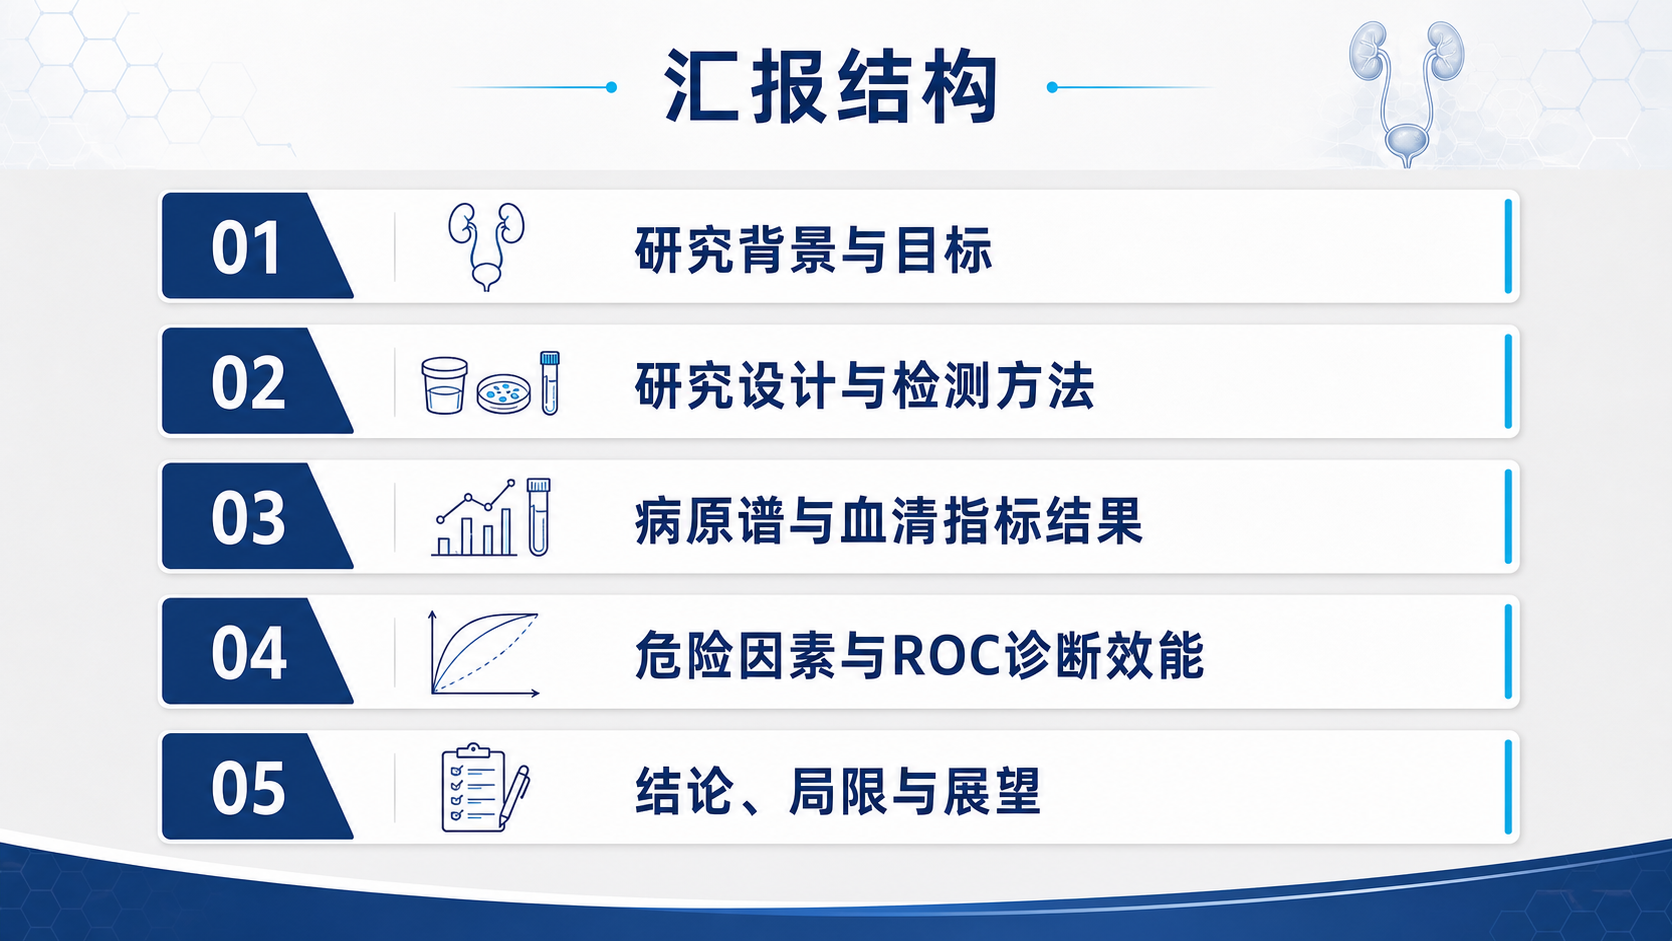 汇报结构
01
研究背景与目标
02
研究设计与检测方法
03
病原谱与血清指标结果
04
危险因素与ROC诊断效能
05
结论、局限与展望